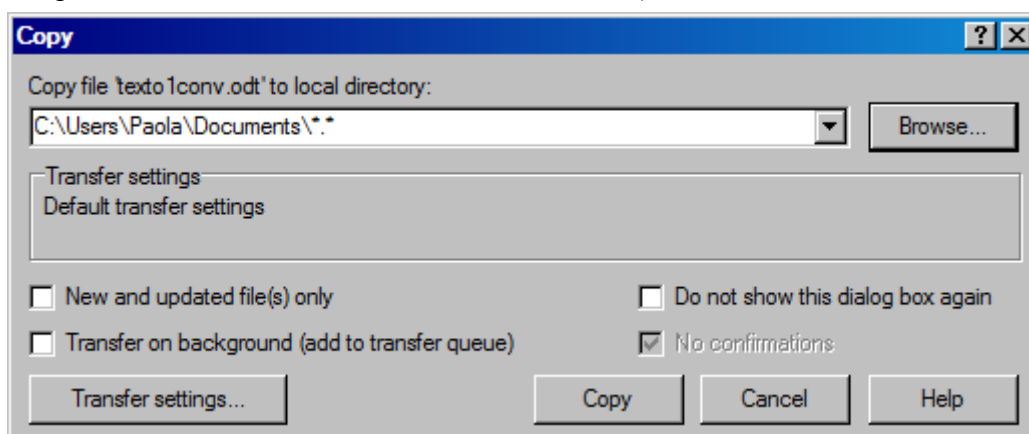 Copy
Copy file 'texto1conv.odt' to local directory:
C:\Users\Paola\Documents\*.*
Browse...
Transfer settings
Default transfer settings
New and updated file(s) only
Do not show this dialog box again
Transfer on background (add to transfer queue)
No confirmations
Transfer settings...
Copy
Cancel
Help